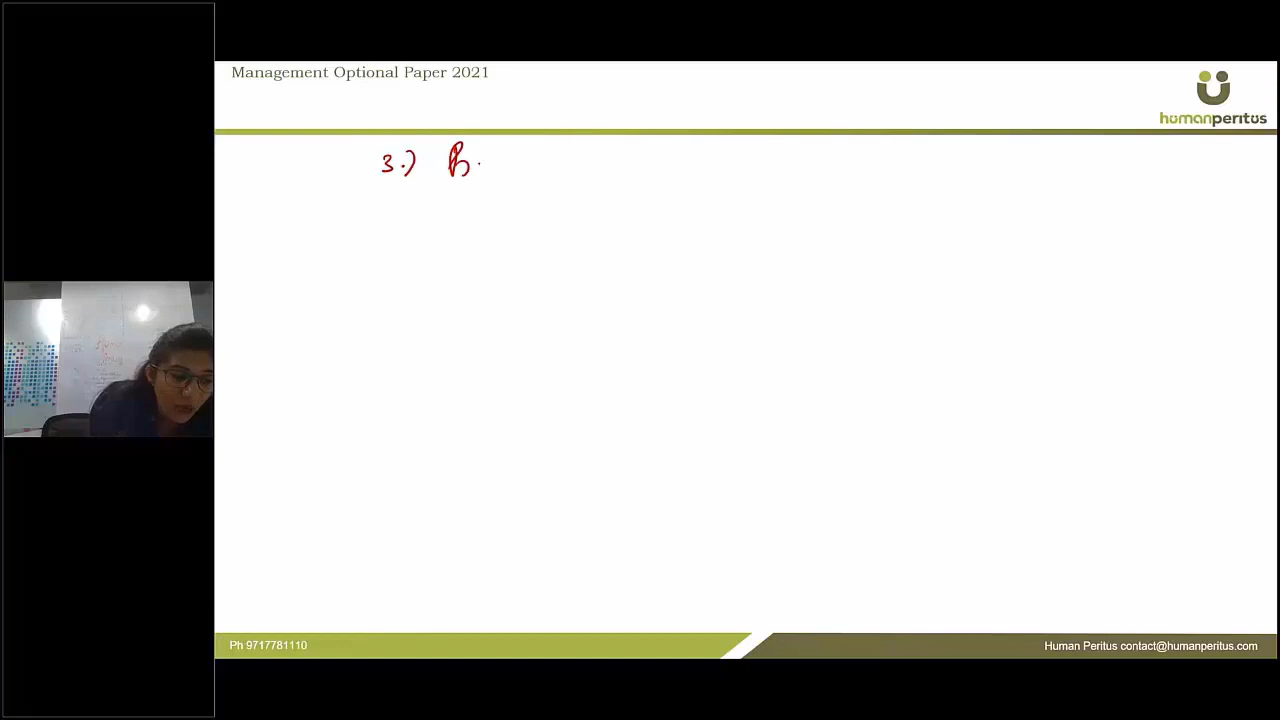 Management Optional Paper 2021
humanperitus
3.) B.
Ph 9717781110
Human Peritus contact@humanperitus.com